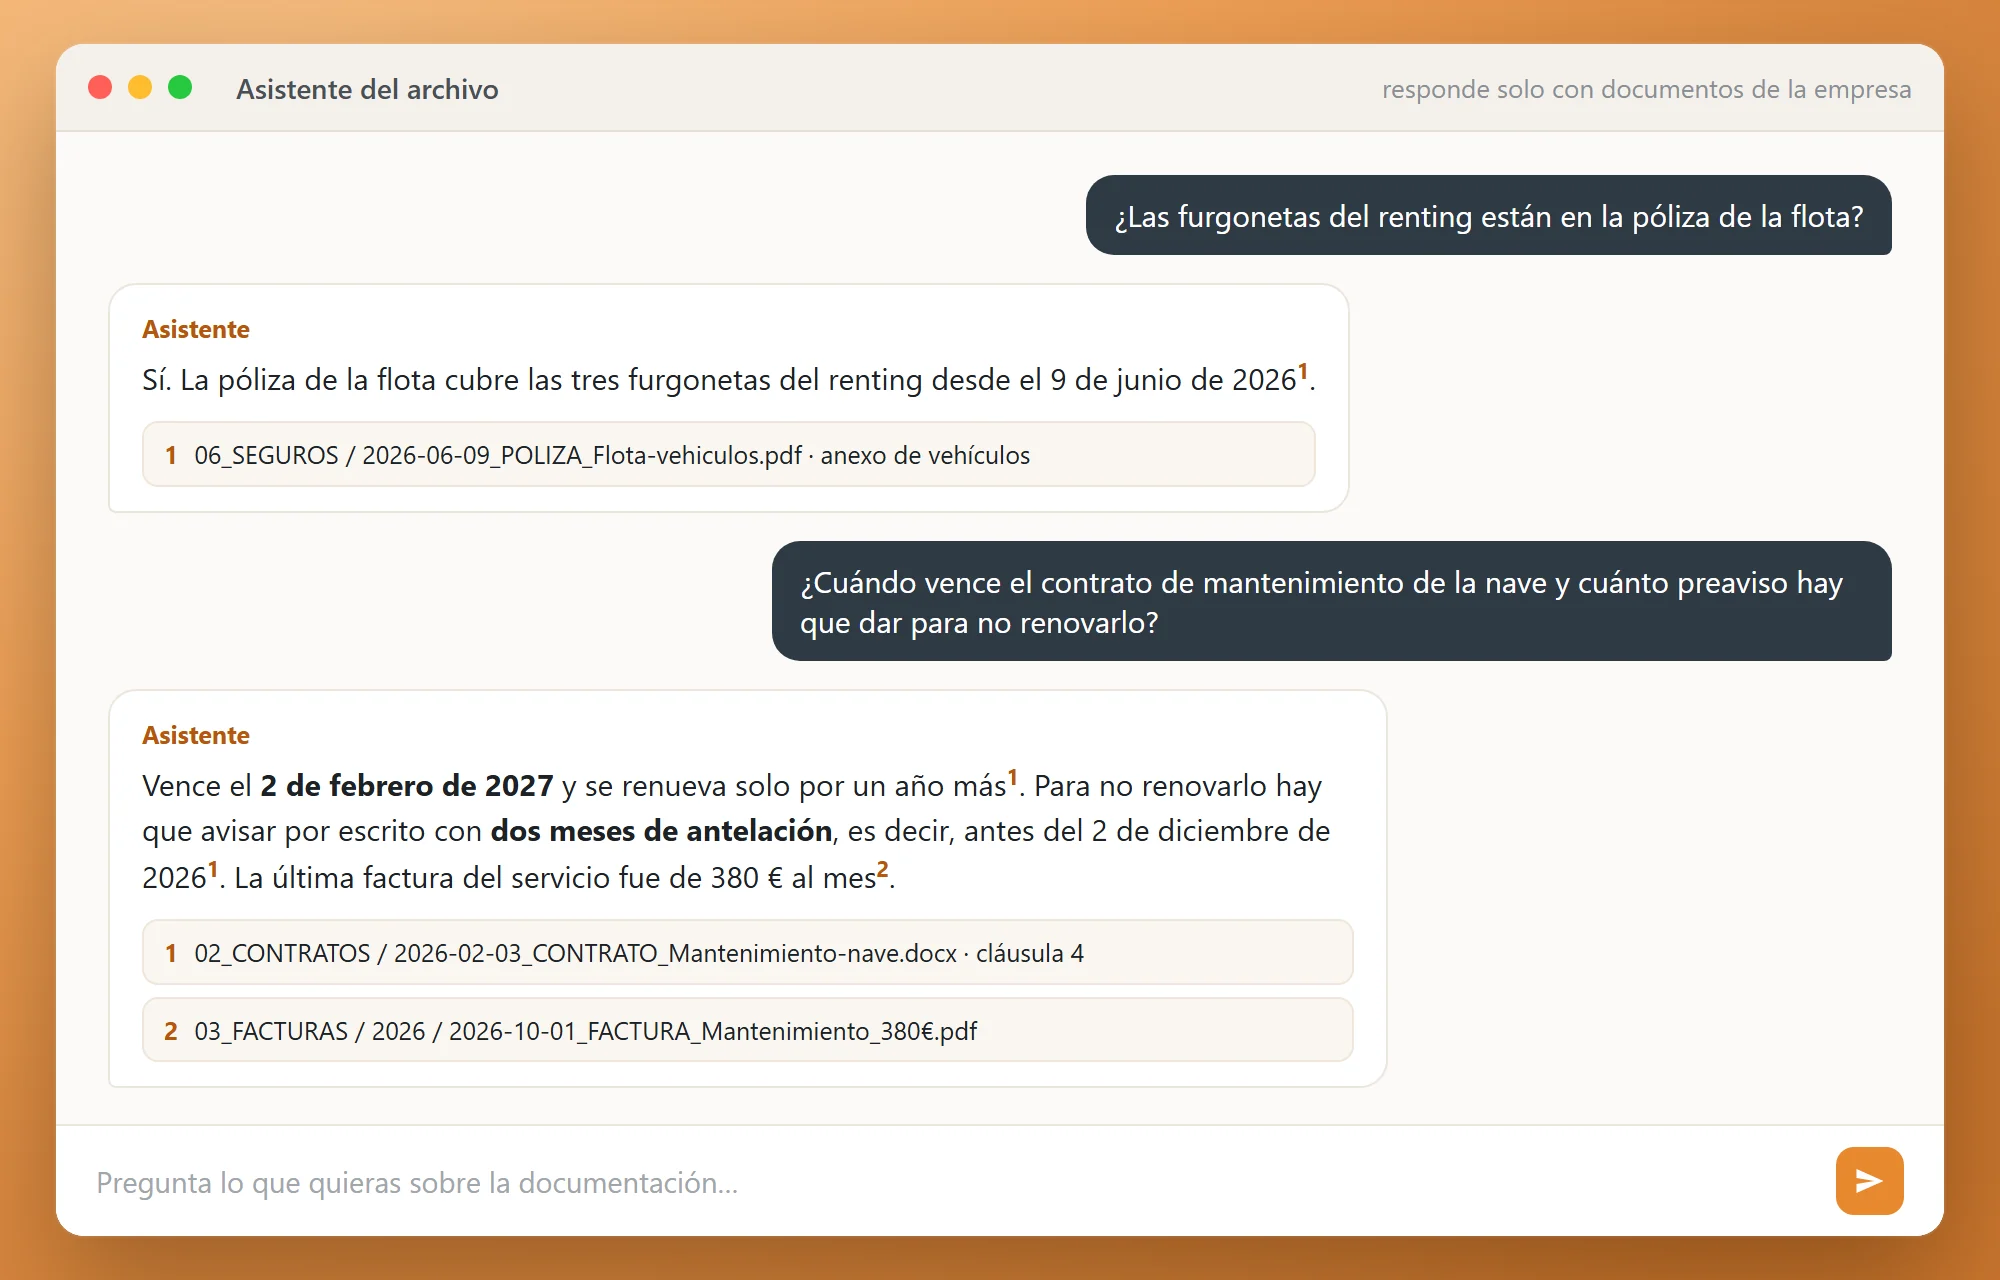 Asistente del archivo
responde solo con documentos de la empresa
¿Las furgonetas del renting están en la póliza de la flota?
Asistente
Sí. La póliza de la flota cubre las tres furgonetas del renting desde el 9 de junio de 2026¹.
1 06_SEGUROS / 2026-06-09_POLIZA_Flota-vehiculos.pdf · anexo de vehículos
¿Cuándo vence el contrato de mantenimiento de la nave y cuánto preaviso hay
que dar para no renovarlo?
Asistente
Vence el 2 de febrero de 2027 y se renueva solo por un año más¹. Para no renovarlo hay
que avisar por escrito con dos meses de antelación, es decir, antes del 2 de diciembre de
2026¹. La última factura del servicio fue de 380 € al mes².
1 02_CONTRATOS / 2026-02-03_CONTRATO_Mantenimiento-nave.docx · cláusula 4
2 03_FACTURAS / 2026 / 2026-10-01_FACTURA_Mantenimiento_380€.pdf
Pregunta lo que quieras sobre la documentación...